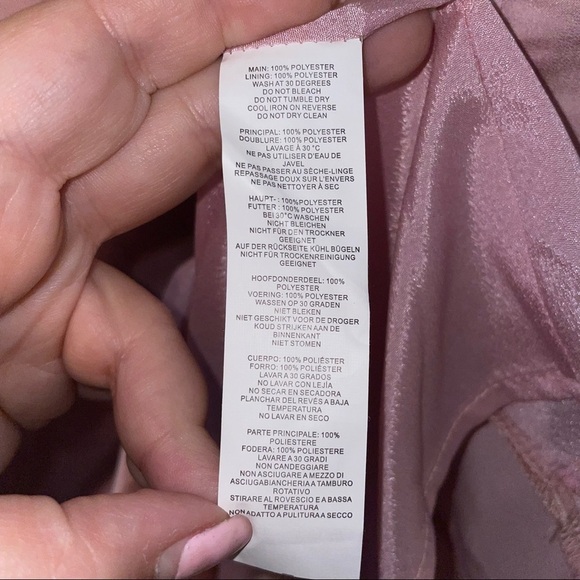 MAIN: 100% POLYESTER
LINING: 100% POLYESTER
WASH AT 30 DEGREES
DO NOT BLEACH
DO NOT TUMBLE DRY
COOL IRON ON REVERSE
DO NOT DRY CLEAN
PRINCIPAL: 100% POLYESTER
DOUBLURE: 100% POLYESTER
LAVAGE À 30 °C
NE PAS UTILISER D'EAU DE
JAVEL
NE PAS PASSER AU SÈCHE-LINGE
REPASSAGE DOUX SUR L'ENVERS
NE PAS NETTOYER À SEC
HAUPT-: 100%POLYESTER
FUTTER: 100% POLYESTER
BEI 30°C WASCHEN
NICHT BLEICHEN
NICHT FÜR DEN TROCKNER
GEEIGNET
AUF DER RÜCKSEITE KÜHL BÜGELN
NICHT FÜR TROCKENREINIGUNG
GEEIGNET
HOOFDONDERDEEL: 100%
POLYESTER
VOERING: 100% POLYESTER
WASSEN OP 30 GRADEN
NIET BLEKEN
NIET GESCHIKT VOOR DE DROGER
KOUD STRIJKEN AAN DE
BINNENKANT
NIET STOMEN
CUERPO: 100% POLIÉSTER
FORRO: 100% POLIÉSTER
LAVAR A 30 GRADOS
NO LAVAR CON LEJÍA
NO SECAR EN SECADORA
PLANCHAR DEL REVÉS A BAJA
TEMPERATURA
NO LAVAR EN SECO
PARTE PRINCIPALE: 100%
POLIESTERE
FODERA: 100% POLIESTERE
LAVARE A 30 GRADI
NON CANDEGGIARE
NON ASCIUGARE A MEZZO DI
ASCIUGABIANCHERIA A TAMBURO
ROTATIVO
STIRARE AL ROVESCIO E A BASSA
TEMPERATURA
NON ADATTO A PULITURA A SECCO